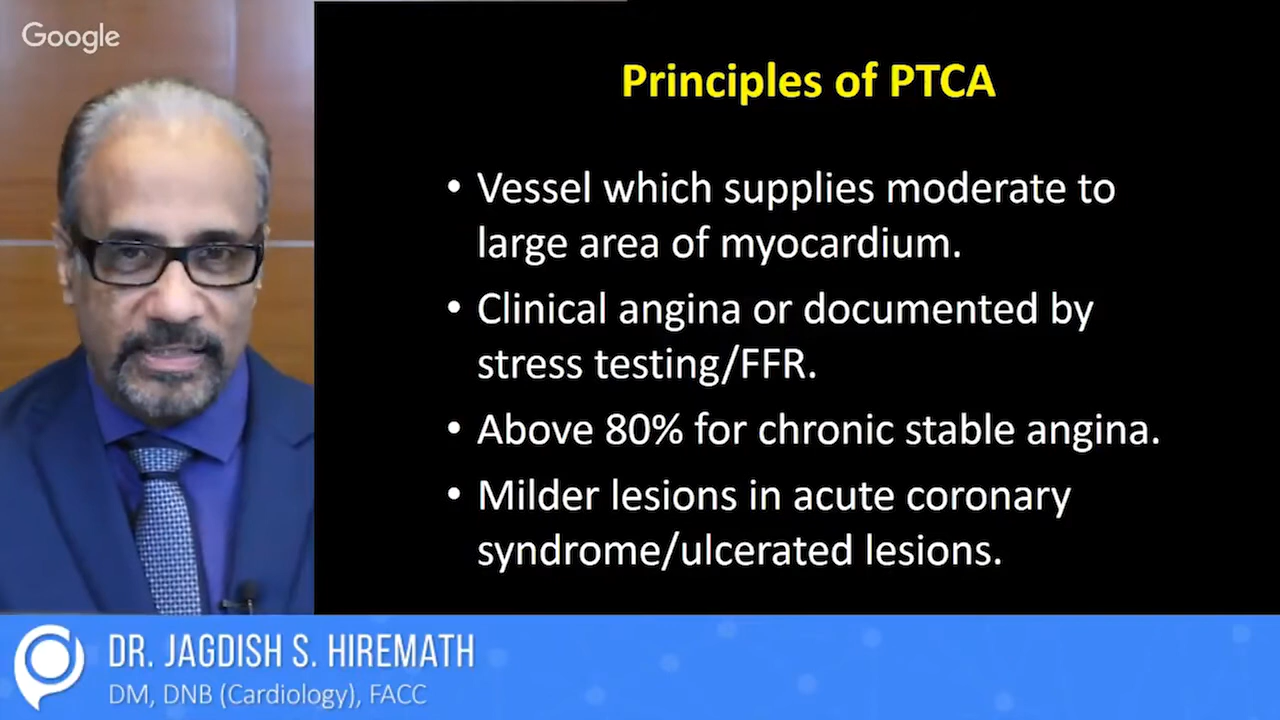 Google
Principles of PTCA
• Vessel which supplies moderate to
large area of myocardium.
• Clinical angina or documented by
stress testing/FFR.
• Above 80% for chronic stable angina.
• Milder lesions in acute coronary
syndrome/ulcerated lesions.
DR. JAGDISH S. HIREMATH
DM, DNB (Cardiology), FACC